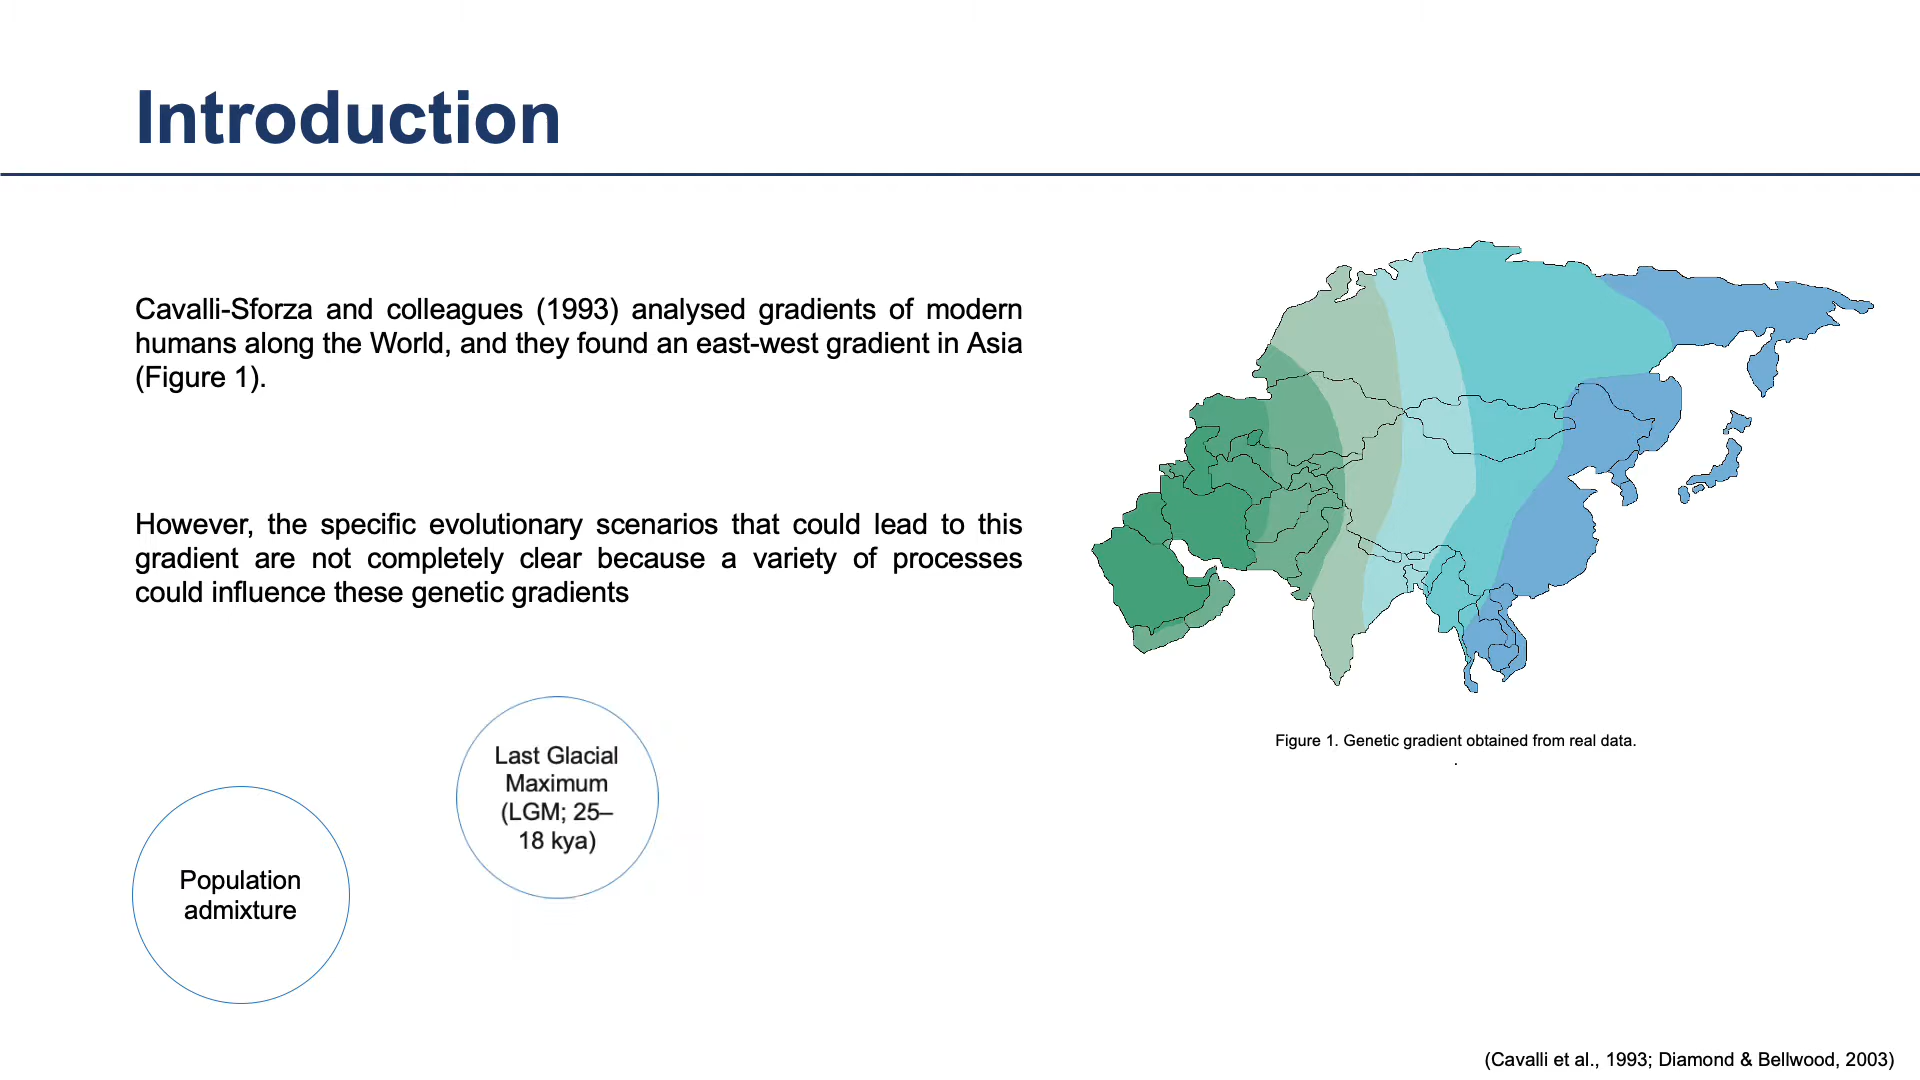 Introduction
Cavalli-Sforza and colleagues (1993) analysed gradients of modern
humans along the World, and they found an east-west gradient in Asia
(Figure 1).
However, the specific evolutionary scenarios that could lead to this
gradient are not completely clear because a variety of processes
could influence these genetic gradients
Last Glacial
Maximum
(LGM; 25–
18 kya)
Population
admixture
Figure 1. Genetic gradient obtained from real data.
.
(Cavalli et al., 1993; Diamond & Bellwood, 2003)